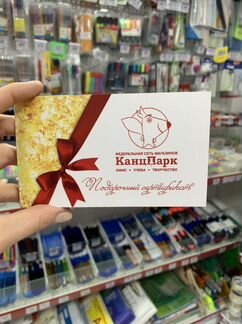 ФЕДЕРАЛЬНАЯ СЕТЬ МАГАЗИНОВ
КанцПарк
ОФИС • УЧЕБА • ТВОРЧЕСТВО
Подарочный сертификат